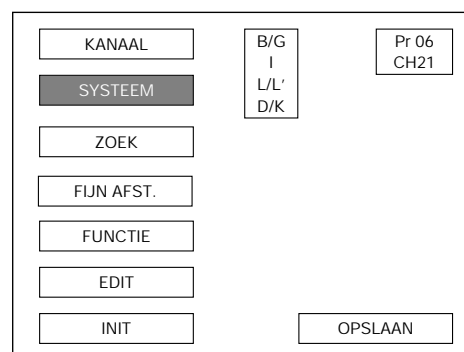 KANAAL
SYSTEEM
ZOEK
FIJN AFST.
FUNCTIE
EDIT
INIT
B/G
I
L/L'
D/K
Pr 06
CH21
OPSLAAN